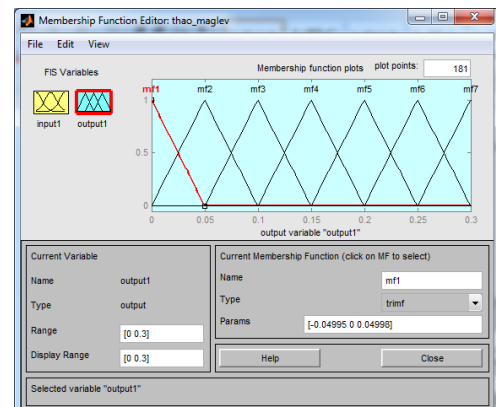 Membership Function Editor: thao_maglev
File Edit View
FIS Variables
input1 output1
Membership function plots plot points: 181
mf1 mf2 mf3 mf4 mf5 mf6 mf7
1
0.5
0
0 0.05 0.1 0.15 0.2 0.25 0.3
output variable "output1"
Current Variable
Name output1
Type output
Range [0 0.3]
Display Range [0 0.3]
Current Membership Function (click on MF to select)
Name mf1
Type trimf
Params [-0.04995 0 0.04998]
Help Close
Selected variable "output1"